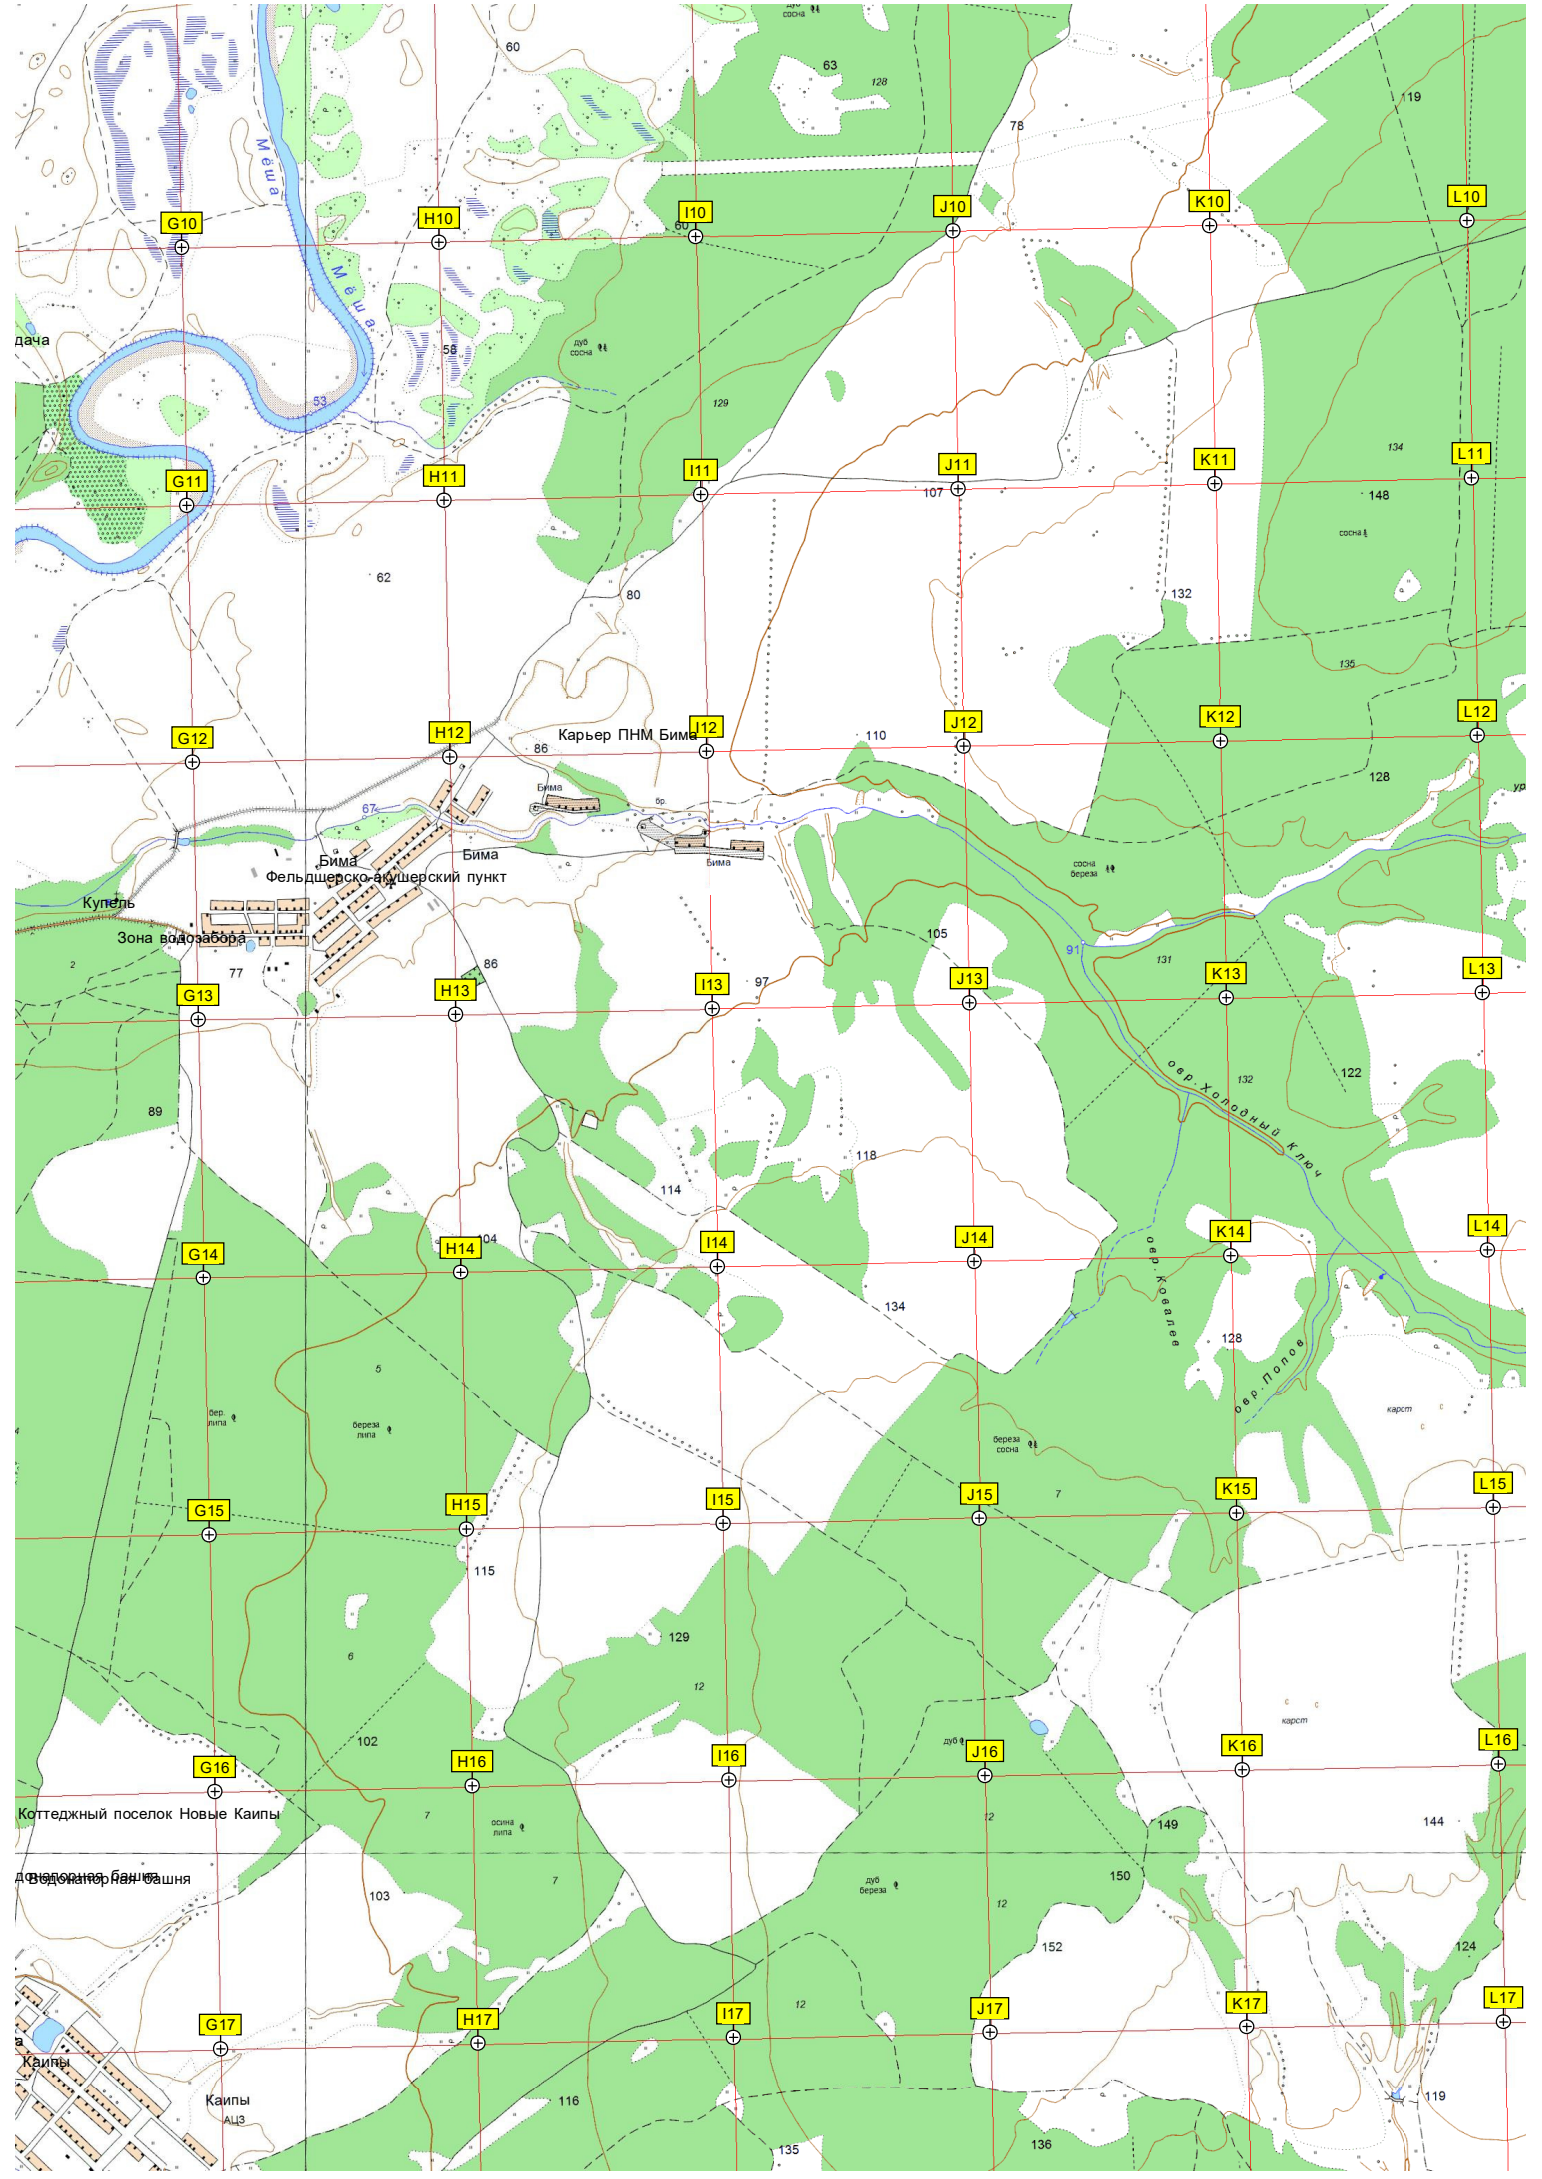 дуб
сосна
60
63
128
119
78
Мёша
G10
H10
I10
J10
K10
L10
60
Мёша
дача
58
дуб
сосна
53
129
134
G11
H11
I11
J11
K11
L11
107
148
сосна
62
80
132
135
G12
H12
I12
J12
K12
L12
Карьер ПНМ Бима
86
110
128
Бима
ур
67
бр.
Бима
Бима
Бима
Фельдшерско-акушерский пункт
сосна
береза
Купель
Зона водозабора
105
91
131
2
77
86
97
G13
H13
I13
J13
K13
L13
овр. Холодный Ключ
132
122
89
118
114
G14
H14
I14
J14
K14
L14
104
овр. Ковалев
134
128
овр. Попов
5
бер.
липа
береза
липа
карст
с
с
4
береза
сосна
7
G15
H15
I15
J15
K15
L15
115
129
6
12
с
с
карст
102
дуб
G16
H16
I16
J16
K16
L16
Коттеджный поселок Новые Каипы
7
осина
липа
12
149
144
донапорная башня
Водонапорная башня
7
дуб
береза
150
103
12
152
124
12
G17
H17
I17
J17
K17
L17
а
Каипы
Каипы
АЦЗ
116
119
135
136